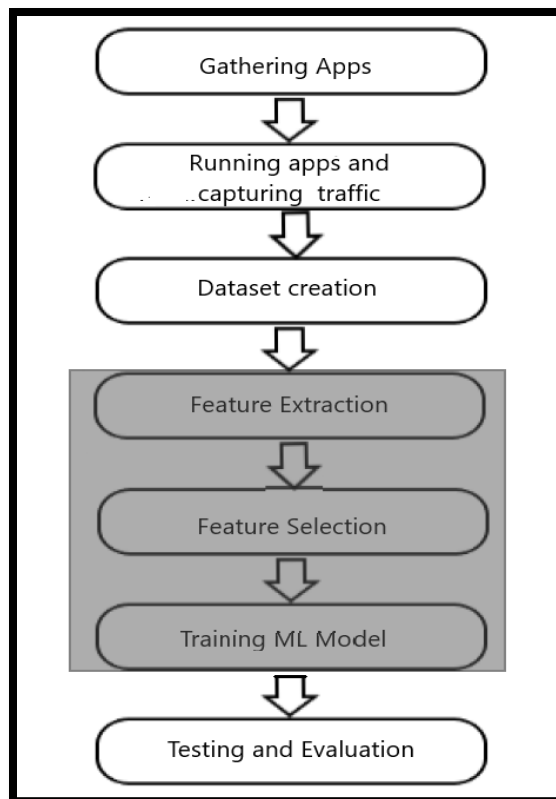 Gathering Apps
Running apps and
capturing traffic
Dataset creation
Feature Extraction
Feature Selection
Training ML Model
Testing and Evaluation